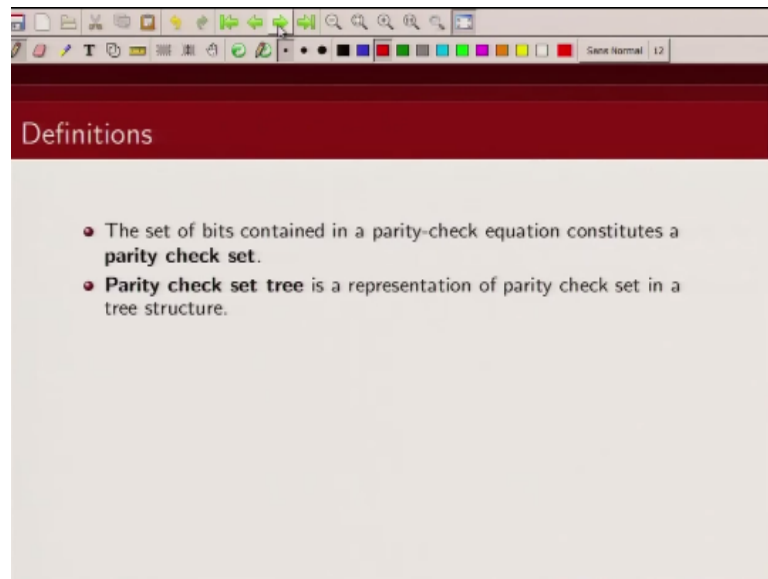 T
Sans Normal 12
Definitions
The set of bits contained in a parity-check equation constitutes a
parity check set.
Parity check set tree is a representation of parity check set in a
tree structure.